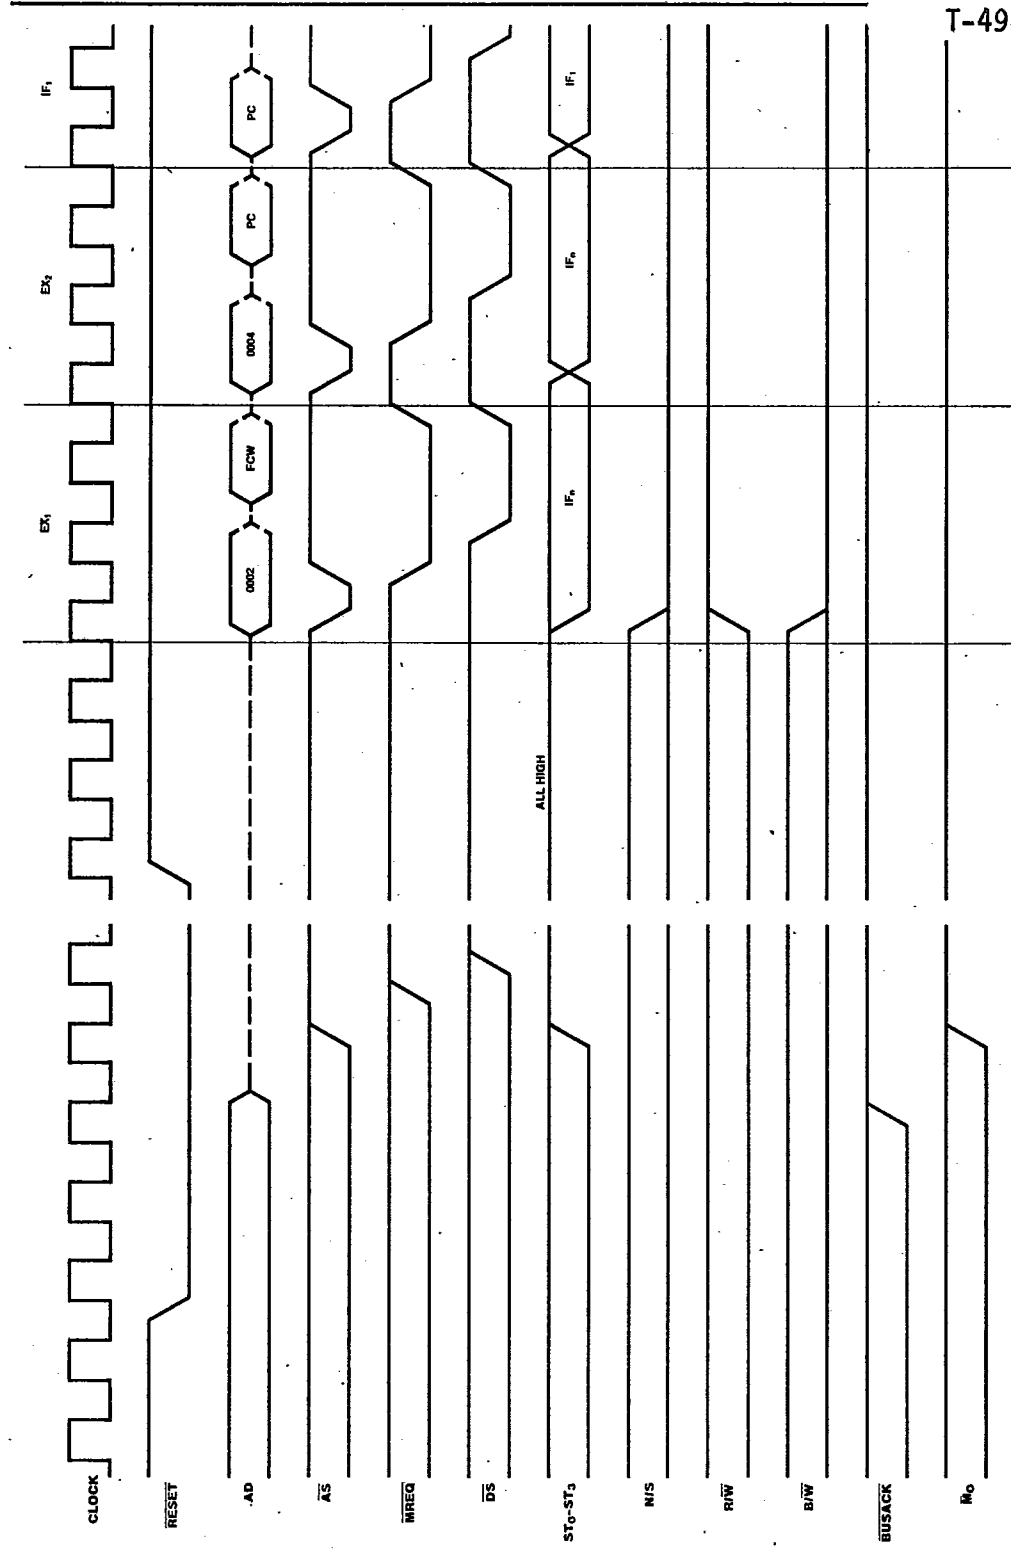 T-49
CLOCK
IF₁
EX₂
EX₁
RESET
AD
0002
FCW
0004
PC
PC
AS
MREQ
DS
ST₀-ST₃
ALL HIGH
IFₙ
IFₙ
IF₁
N/S
R/W
B/W
BUSACK
M̅₀